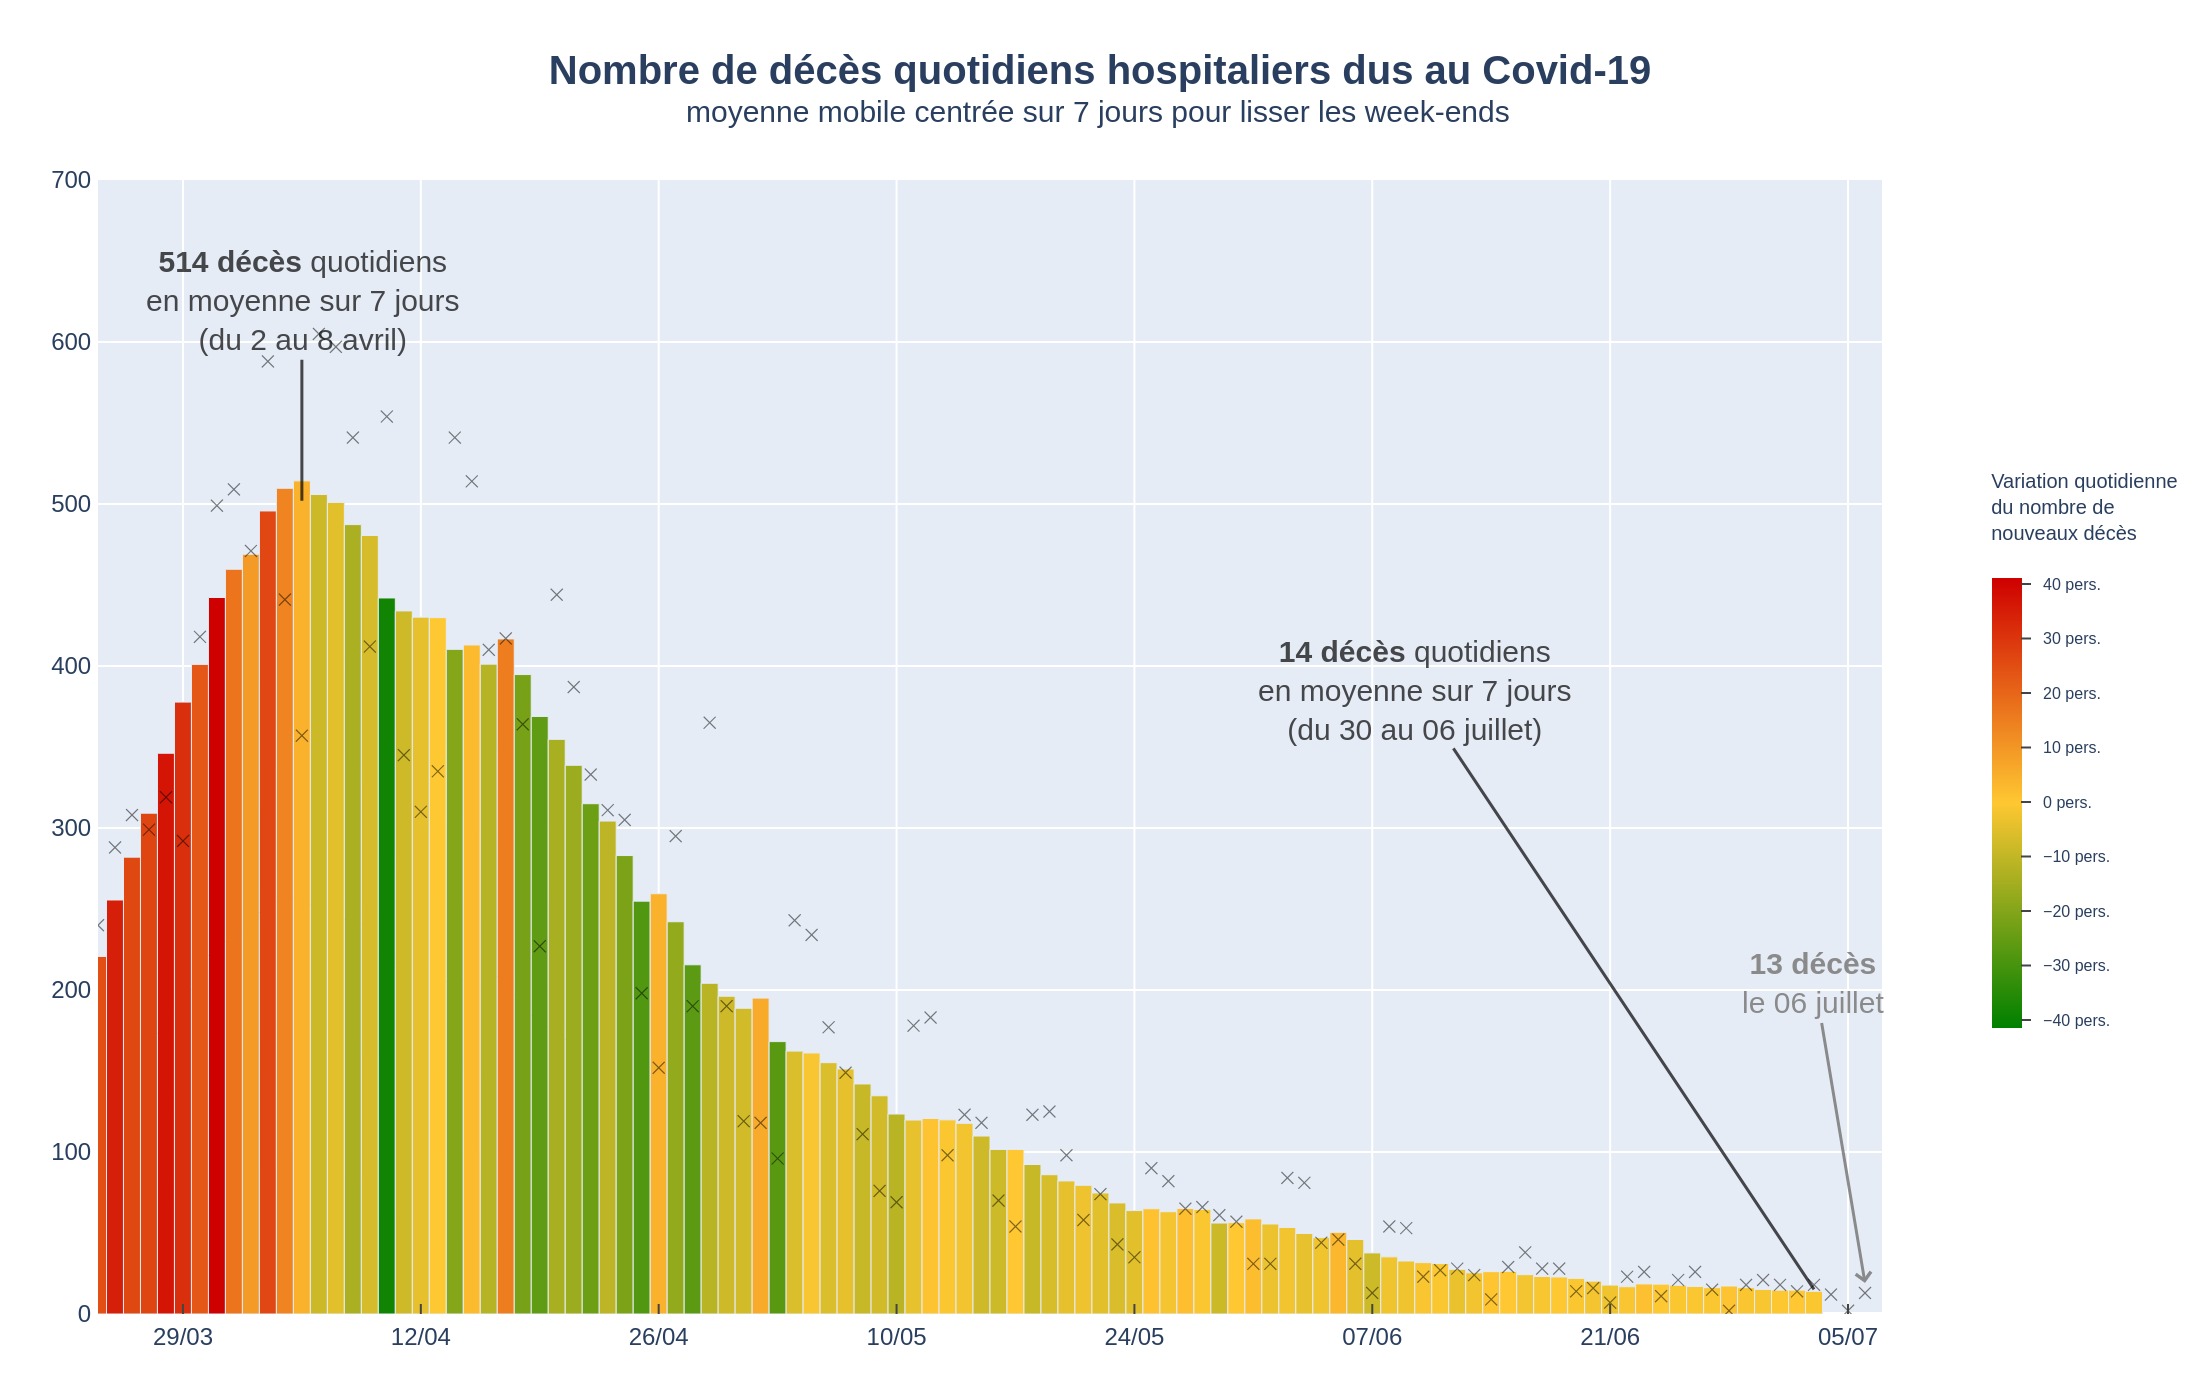 Nombre de décès quotidiens hospitaliers dus au Covid-19
moyenne mobile centrée sur 7 jours pour lisser les week-ends
700
600
500
400
300
200
100
0
514 décès quotidiens
en moyenne sur 7 jours
(du 2 au 8 avril)
14 décès quotidiens
en moyenne sur 7 jours
(du 30 au 06 juillet)
13 décès
le 06 juillet
29/03
12/04
26/04
10/05
24/05
07/06
21/06
05/07
Variation quotidienne
du nombre de
nouveaux décès
40 pers.
30 pers.
20 pers.
10 pers.
0 pers.
−10 pers.
−20 pers.
−30 pers.
−40 pers.